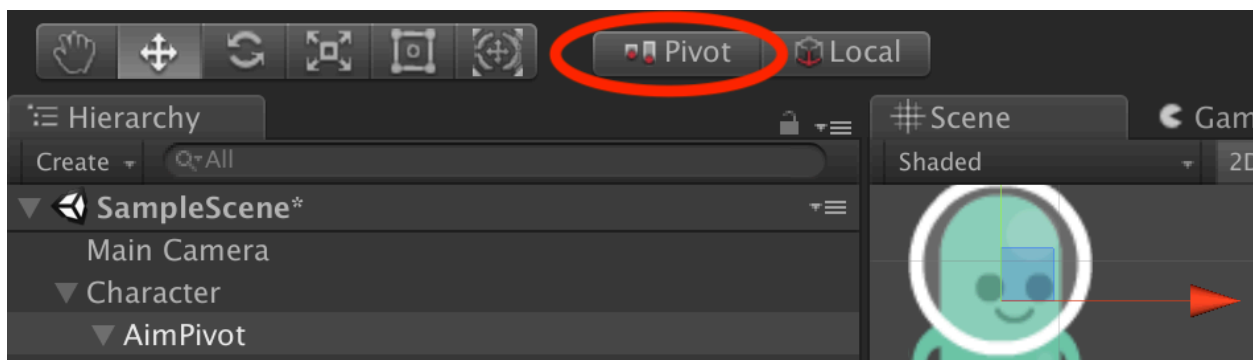 Pivot
Local
Hierarchy
Scene
Gam
Create
All
Shaded
2D
SampleScene*
Main Camera
Character
AimPivot